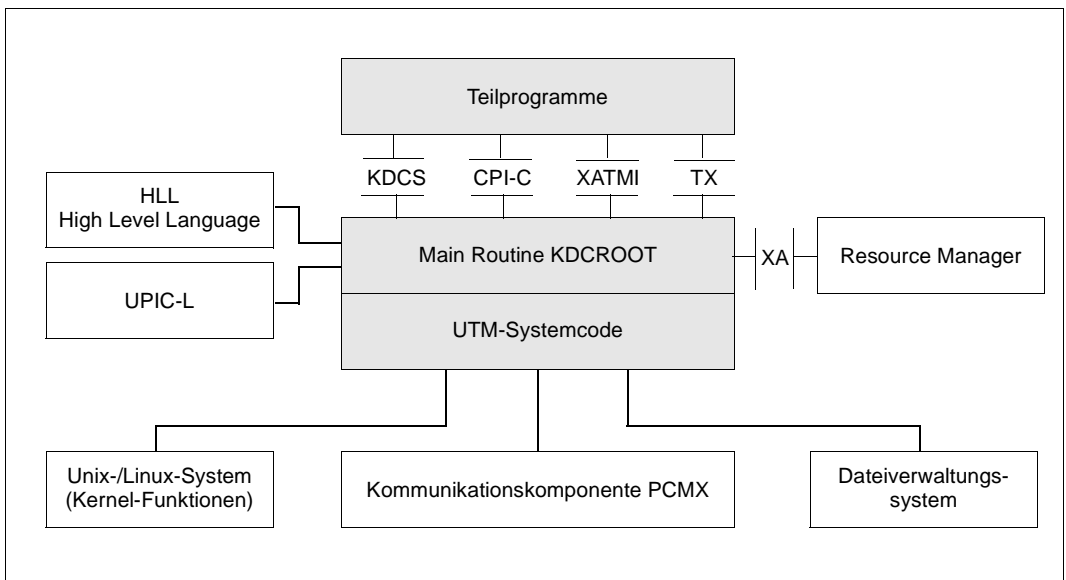 Teilprogramme
KDCS
CPI-C
XATMI
TX
HLL
High Level Language
Main Routine KDCROOT
XA
Resource Manager
UPIC-L
UTM-Systemcode
Unix-/Linux-System
(Kernel-Funktionen)
Kommunikationskomponente PCMX
Dateiverwaltungs-
system